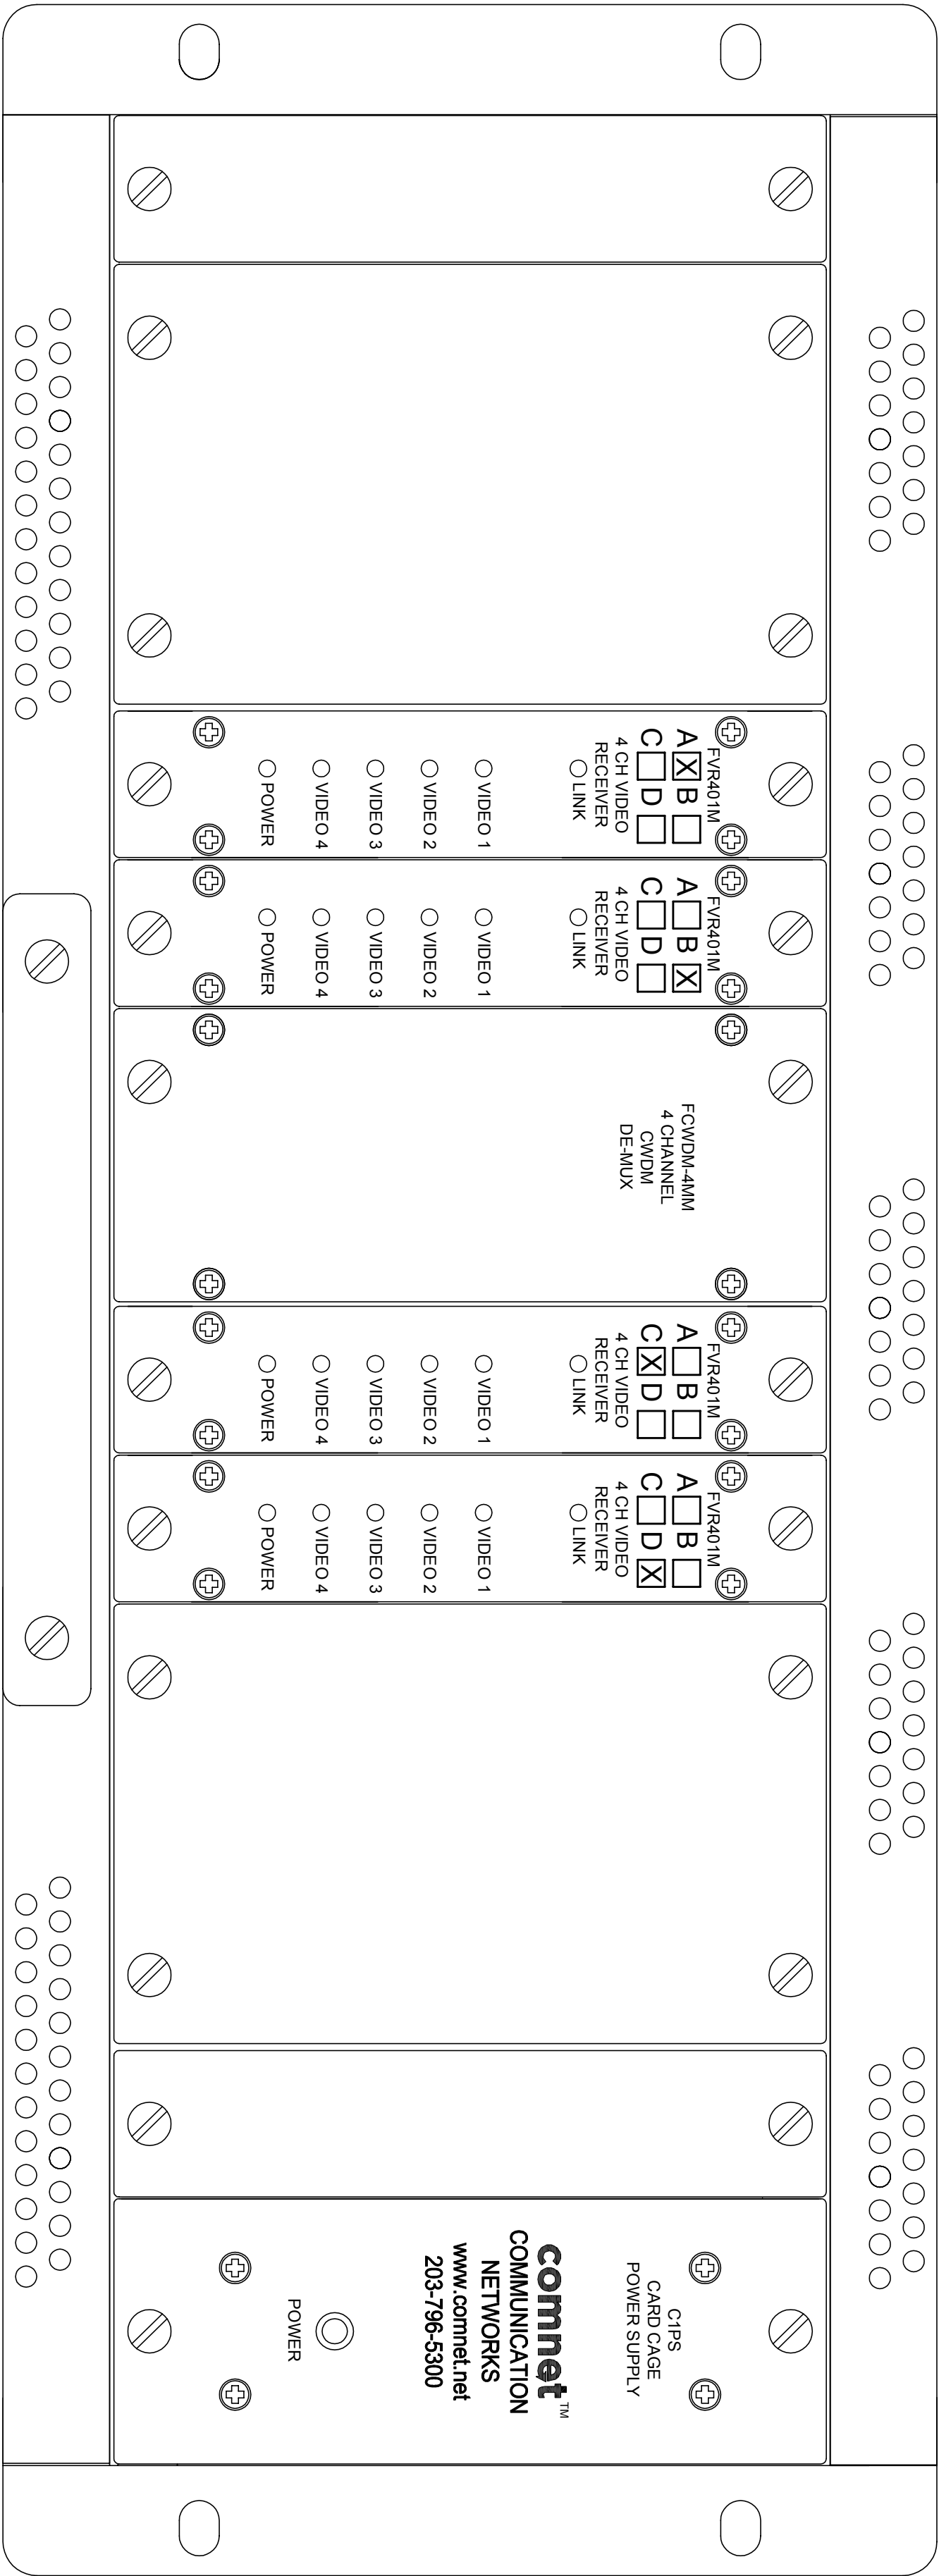 FVR401M
A X B
C D
4 CH VIDEO
RECEIVER
LINK
VIDEO 1
VIDEO 2
VIDEO 3
VIDEO 4
POWER
FVR401M
A B X
C D
4 CH VIDEO
RECEIVER
LINK
VIDEO 1
VIDEO 2
VIDEO 3
VIDEO 4
POWER
FCWDM-4MM
4 CHANNEL
CWDM
DE-MUX
FVR401M
A B
C X D
4 CH VIDEO
RECEIVER
LINK
VIDEO 1
VIDEO 2
VIDEO 3
VIDEO 4
POWER
FVR401M
A B
C D X
4 CH VIDEO
RECEIVER
LINK
VIDEO 1
VIDEO 2
VIDEO 3
VIDEO 4
POWER
C1PS
CARD CAGE
POWER SUPPLY
comnet™
COMMUNICATION
NETWORKS
www.comnet.net
203-796-5300
POWER